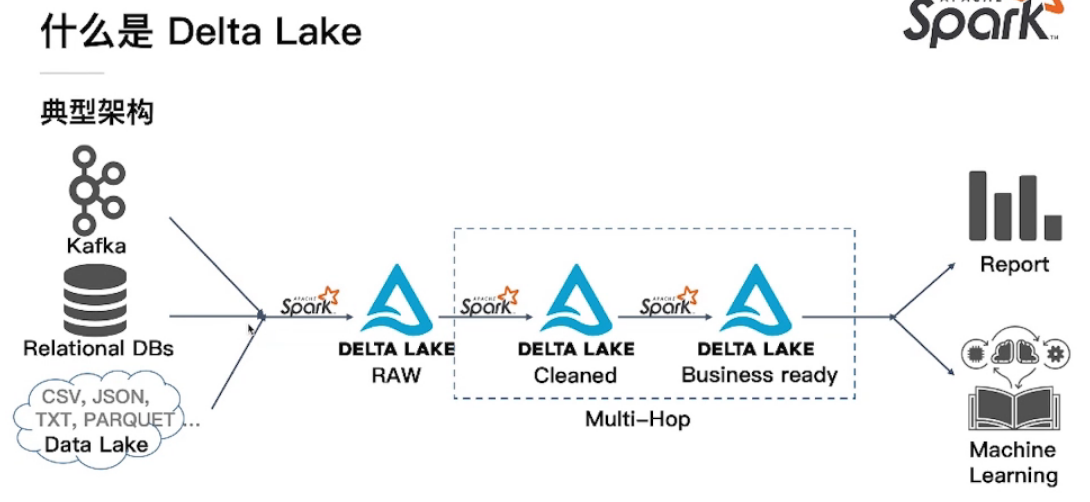 什么是 Delta Lake
APACHE
Spark™
典型架构
Kafka
Relational DBs
CSV, JSON,
TXT, PARQUET ...
Data Lake
APACHE
Spark
DELTA LAKE
RAW
APACHE
Spark
DELTA LAKE
Cleaned
APACHE
Spark
DELTA LAKE
Business ready
Multi-Hop
Report
Machine
Learning